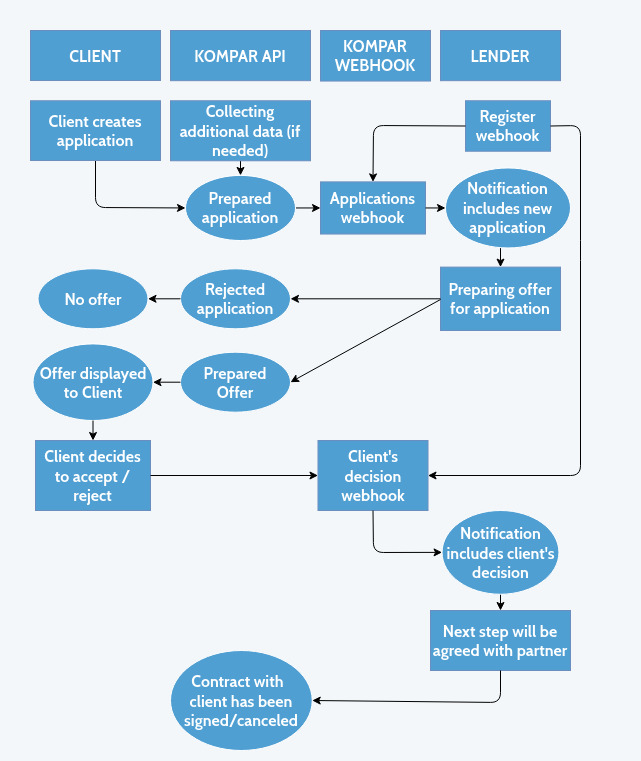 CLIENT
KOMPAR API
KOMPAR
WEBHOOK
LENDER
Client creates
application
Collecting
additional data (if
needed)
Register
webhook
Prepared
application
Applications
webhook
Notification
includes new
application
No offer
Rejected
application
Preparing offer
for application
Offer displayed
to Client
Prepared
Offer
Client decides
to accept /
reject
Client's
decision
webhook
Notification
includes client's
decision
Next step will be
agreed with partner
Contract with
client has been
signed/canceled